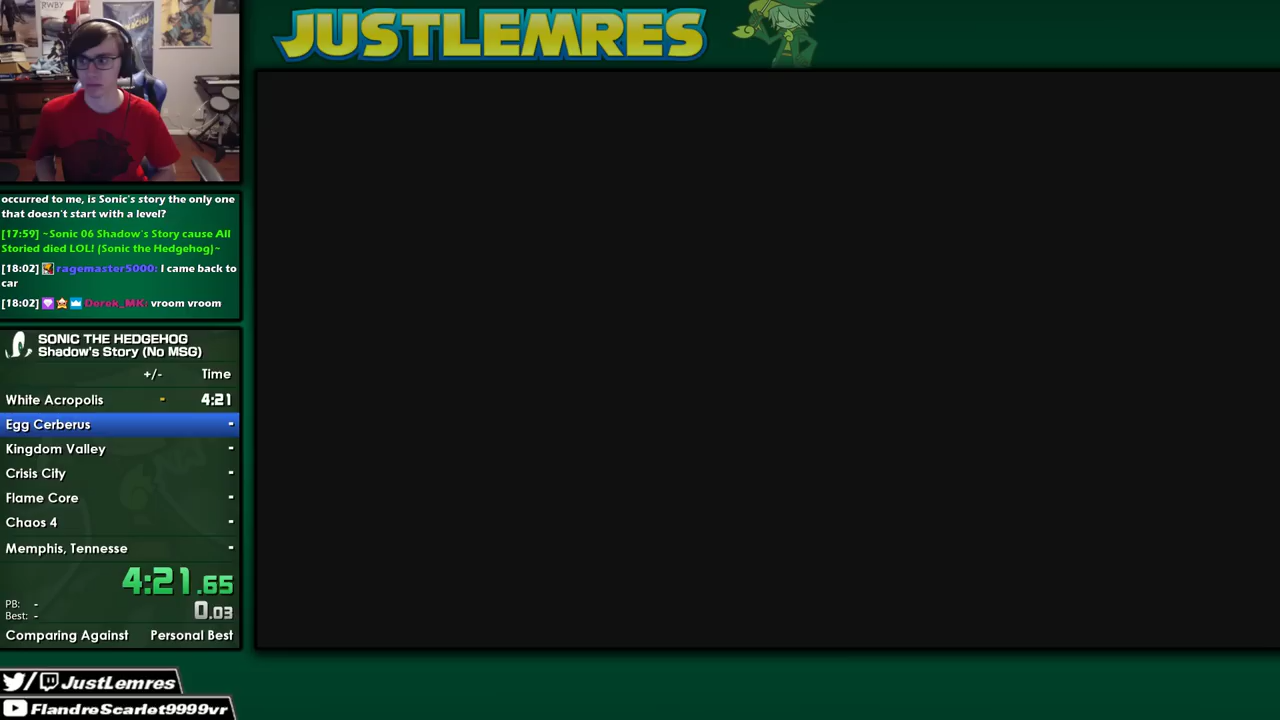 RWBY
JUSTLEMRES
occurred to me, is Sonic's story the only one
that doesn't start with a level?
[17:59] ~Sonic 06 Shadow's Story cause All
Storied died LOL! (Sonic the Hedgehog)~
[18:02] ragemaster5000: I came back to
car
[18:02] Derek_MK: vroom vroom
SONIC THE HEDGEHOG
Shadow's Story (No MSG)
+/- Time
White Acropolis - 4:21
Egg Cerberus -
Kingdom Valley -
Crisis City -
Flame Core -
Chaos 4 -
Memphis, Tennesse -
4:21.65
PB: -
Best: - 0.03
Comparing Against Personal Best
JustLemres
FlandreScarlet9999vr